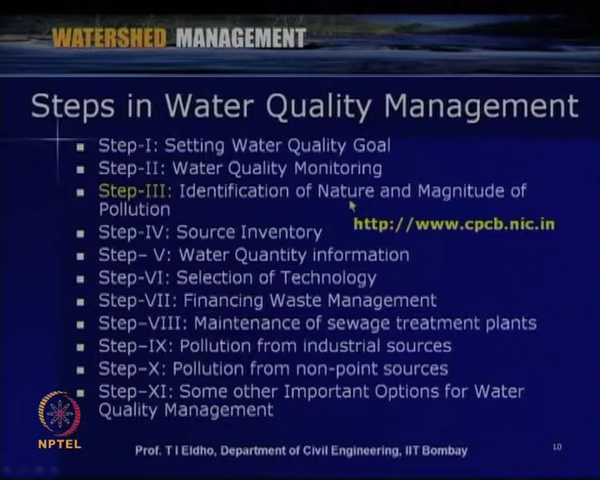 WATERSHED MANAGEMENT
Steps in Water Quality Management
Step-I: Setting Water Quality Goal
Step-II: Water Quality Monitoring
Step-III: Identification of Nature and Magnitude of
Pollution
http://www.cpcb.nic.in
Step-IV: Source Inventory
Step– V: Water Quantity information
Step-VI: Selection of Technology
Step-VII: Financing Waste Management
Step–VIII: Maintenance of sewage treatment plants
Step–IX: Pollution from industrial sources
Step–X: Pollution from non-point sources
Step–XI: Some other Important Options for Water
Quality Management
NPTEL
Prof. T I Eldho, Department of Civil Engineering, IIT Bombay
10